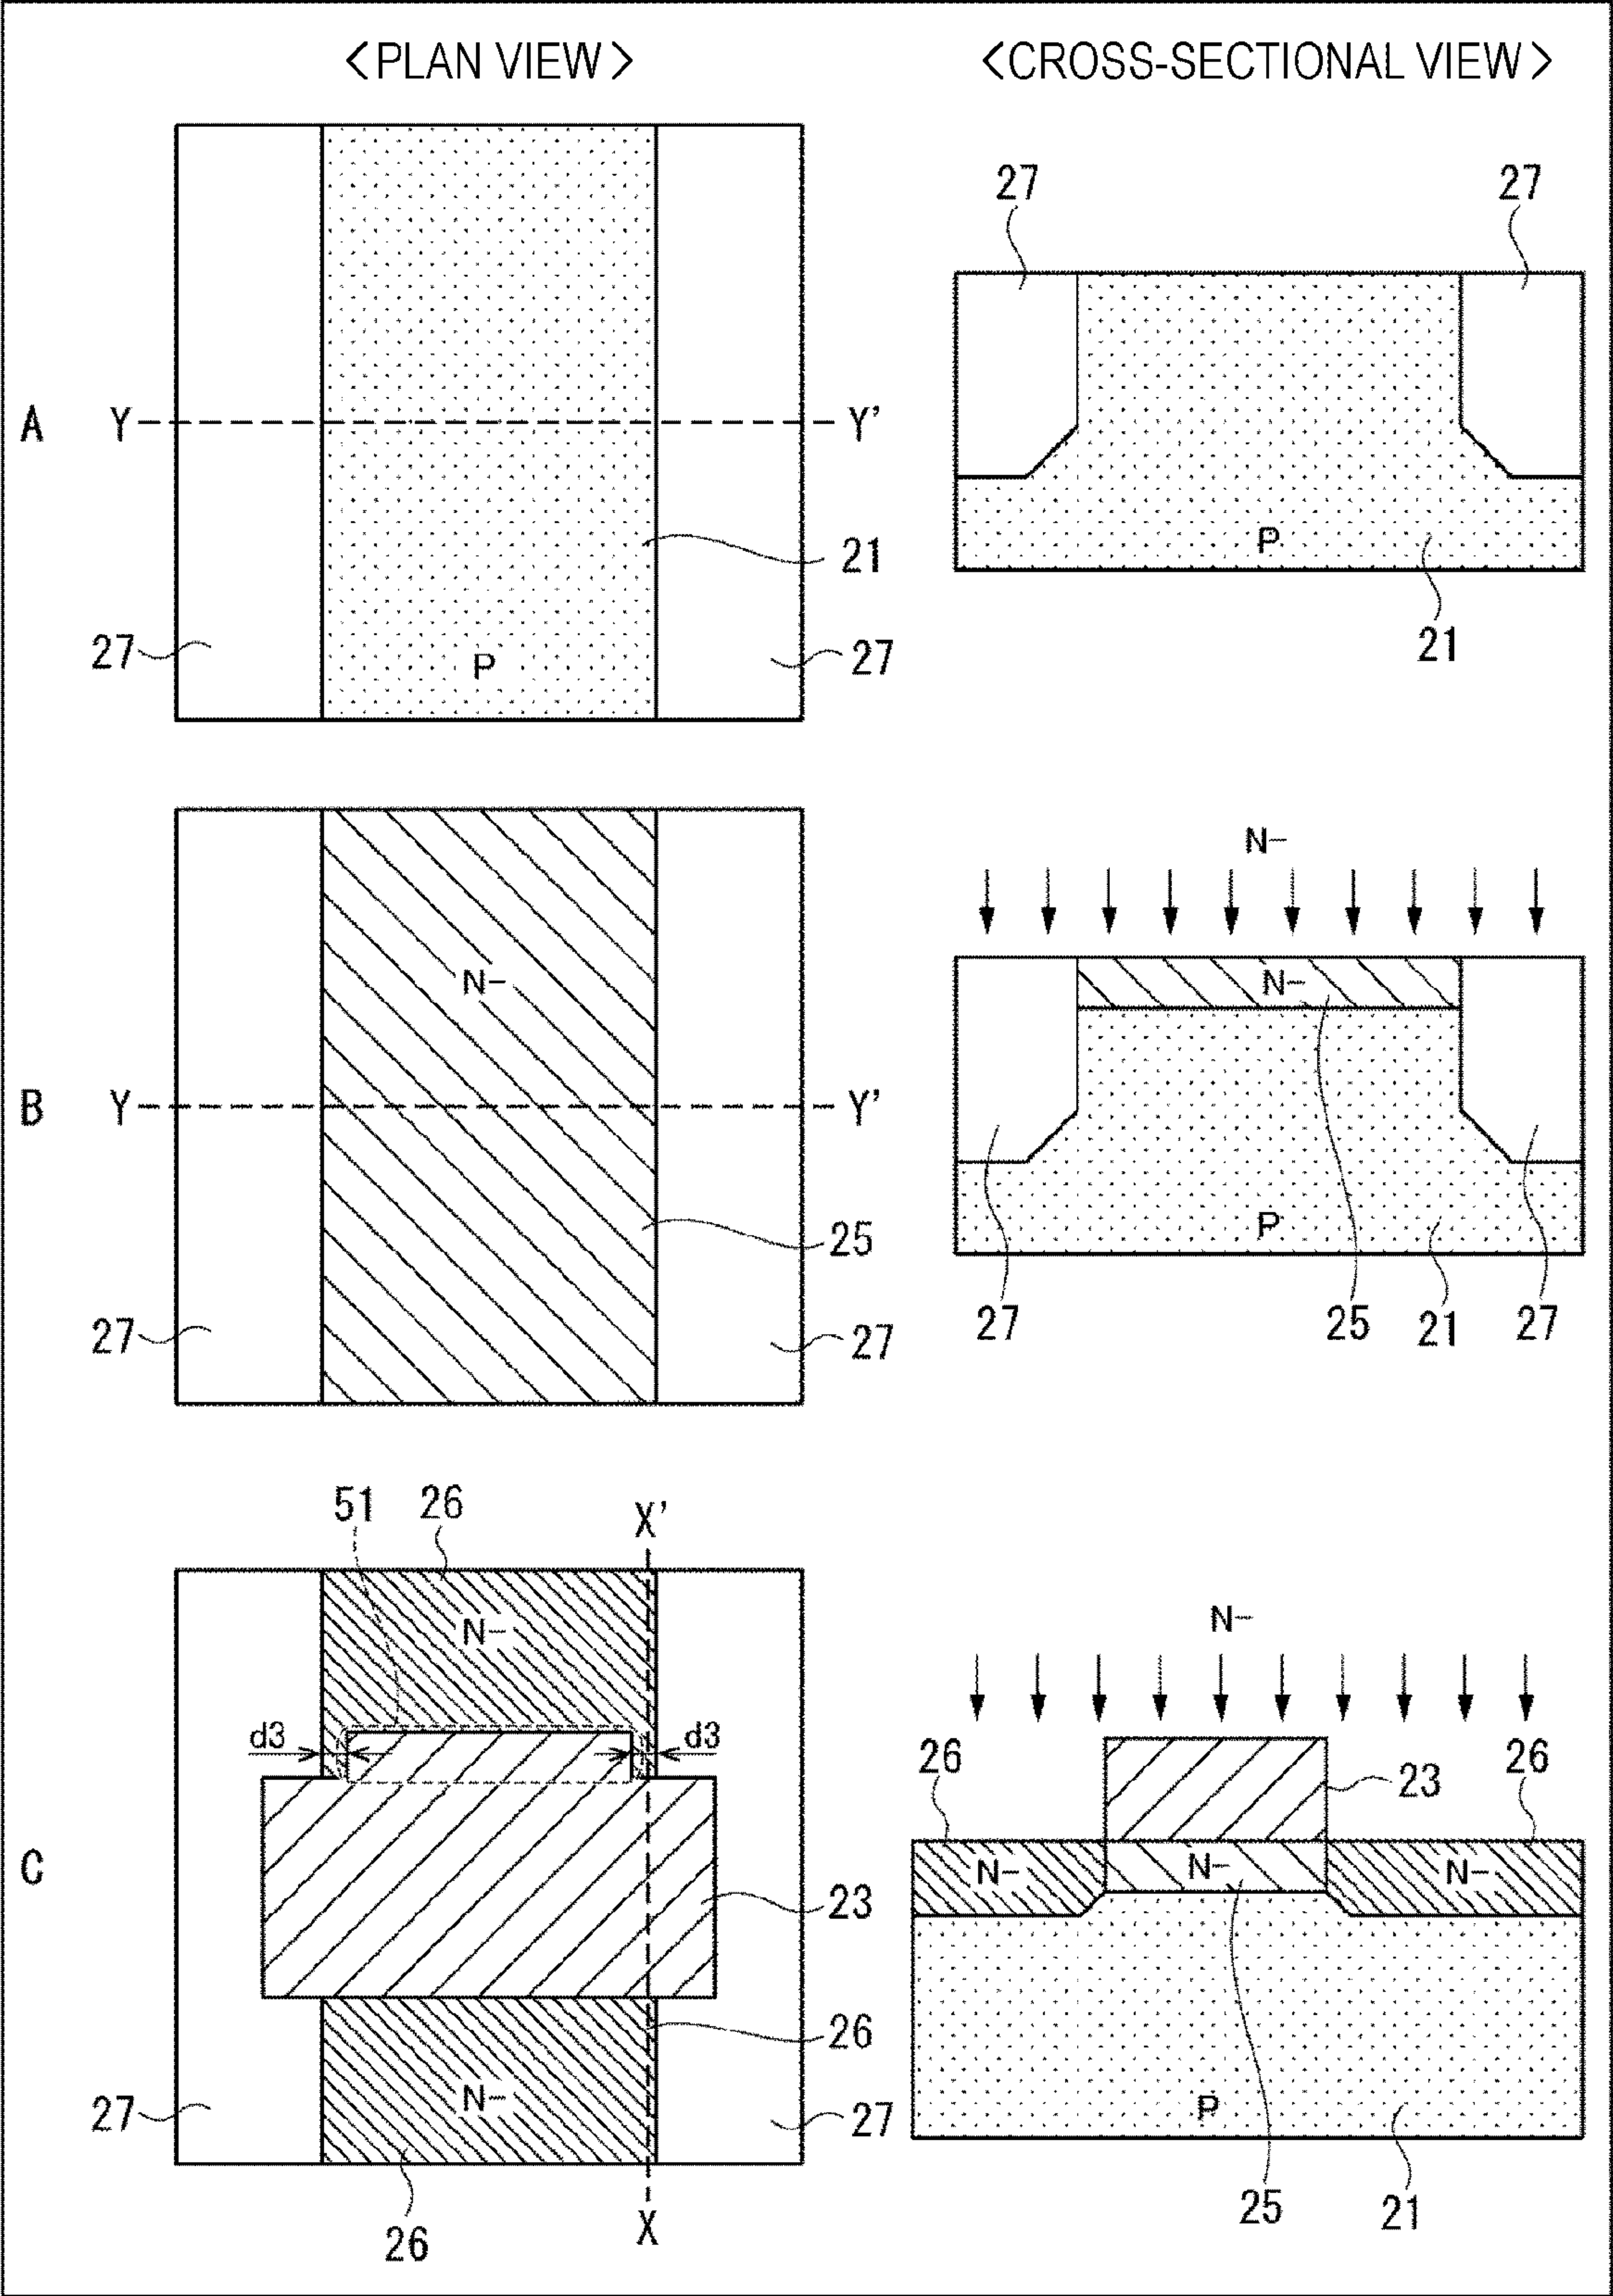 <PLAN VIEW> <CROSS-SECTIONAL VIEW>
27 27
A Y Y'
P
21
21
27 P 27
N−
N− N−
B Y Y'
25 P
27 27 27 25 21 27
51 26 X'
N− N−
d3 d3 26 26
23
C N− N− N−
23
26
N− P
27 27
25 21
26 X